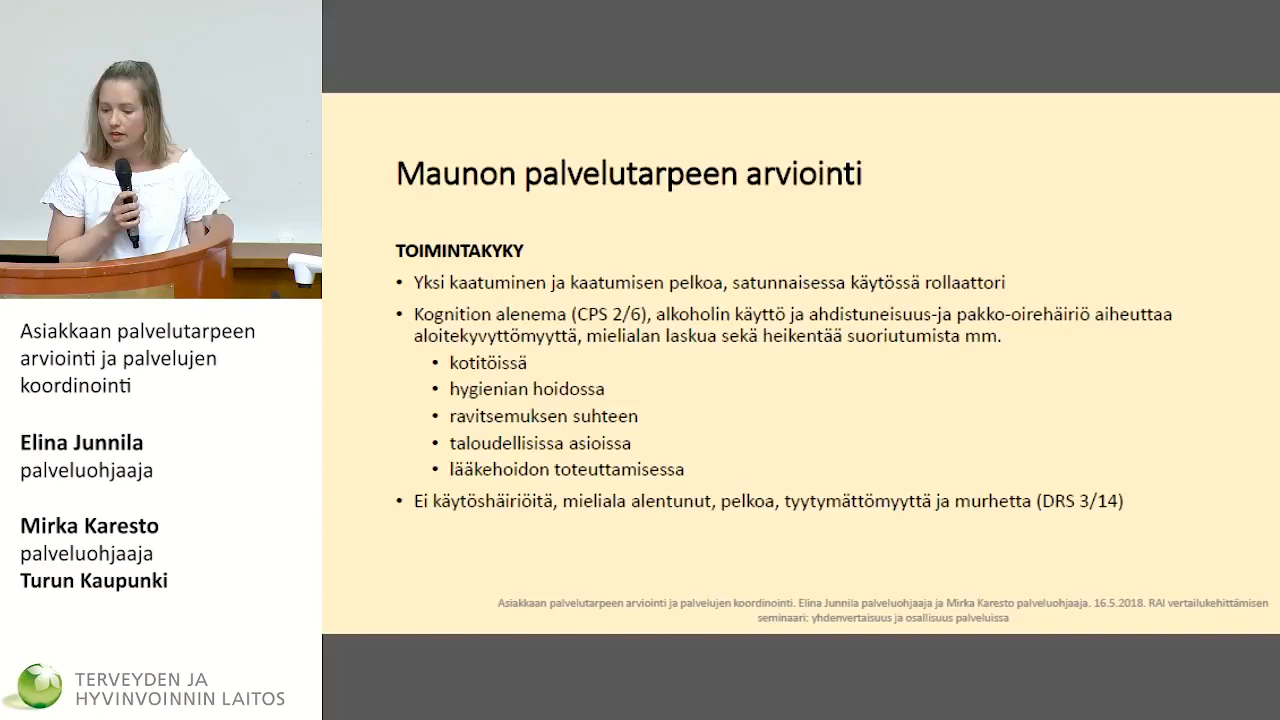 Maunon palvelutarpeen arviointi
TOIMINTAKYKY
• Yksi kaatuminen ja kaatumisen pelkoa, satunnaisessa käytössä rollaattori
• Kognition alenema (CPS 2/6), alkoholin käyttö ja ahdistuneisuus-ja pakko-oirehäiriö aiheuttaa
aloitekyvyttömyyttä, mielialan laskua sekä heikentää suoriutumista mm.
• kotitöissä
• hygienian hoidossa
• ravitsemuksen suhteen
• taloudellisissa asioissa
• lääkehoidon toteuttamisessa
• Ei käytöshäiriöitä, mieliala alentunut, pelkoa, tyytymättömyyttä ja murhetta (DRS 3/14)
Asiakkaan palvelutarpeen arviointi ja palvelujen koordinointi. Elina Junnila palveluohjaaja ja Mirka Karesto palveluohjaaja. 16.5.2018. RAI vertailukehittämisen
seminaari: yhdenvertaisuus ja osallisuus palveluissa
Asiakkaan palvelutarpeen
arviointi ja palvelujen
koordinointi
Elina Junnila
palveluohjaaja
Mirka Karesto
palveluohjaaja
Turun Kaupunki
TERVEYDEN JA
HYVINVOINNIN LAITOS